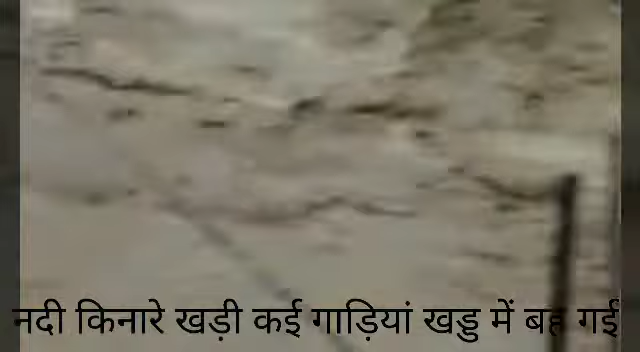 नदी किनारे खड़ी कई गाड़ियां खड्ड में बह गई